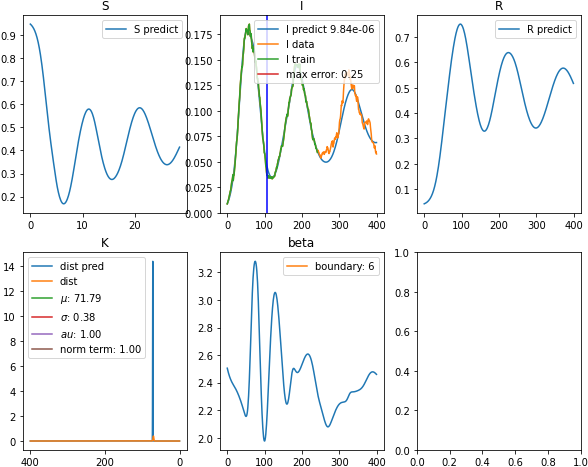 S
S predict
0.9
0.8
0.7
0.6
0.5
0.4
0.3
0.2
0 10 20
I
I predict 9.84e-06
I data
I train
max error: 0.25
0.175
0.150
0.125
0.100
0.075
0.050
0.025
0.000
0 100 200 300 400
R
R predict
0.7
0.6
0.5
0.4
0.3
0.2
0.1
0 100 200 300 400
K
dist pred
dist
μ: 71.79
σ: 0.38
au: 1.00
norm term: 1.00
14
12
10
8
6
4
2
0
400 200 0
beta
boundary: 6
3.2
3.0
2.8
2.6
2.4
2.2
2.0
0 100 200 300 400
1.0
0.8
0.6
0.4
0.2
0.0
0.0 0.2 0.4 0.6 0.8 1.0